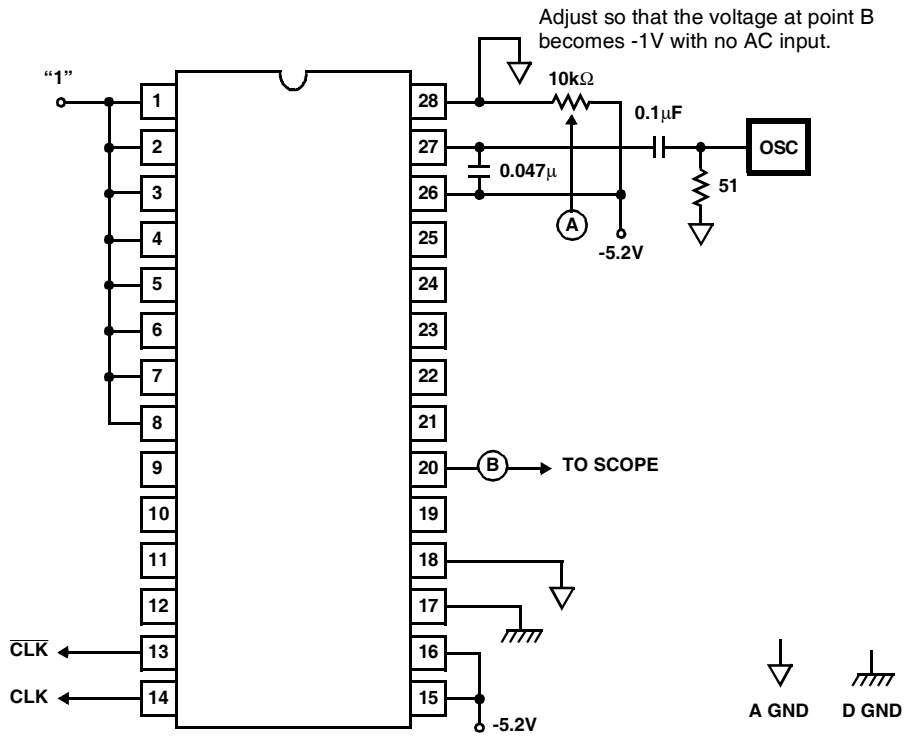 Adjust so that the voltage at point B
becomes -1V with no AC input.
“1”
10kΩ
0.1μF
OSC
0.047μ
51
A
-5.2V
1
2
3
4
5
6
7
8
9
10
11
12
13
14
28
27
26
25
24
23
22
21
20
19
18
17
16
15
B
TO SCOPE
CLK
CLK
-5.2V
A GND
D GND